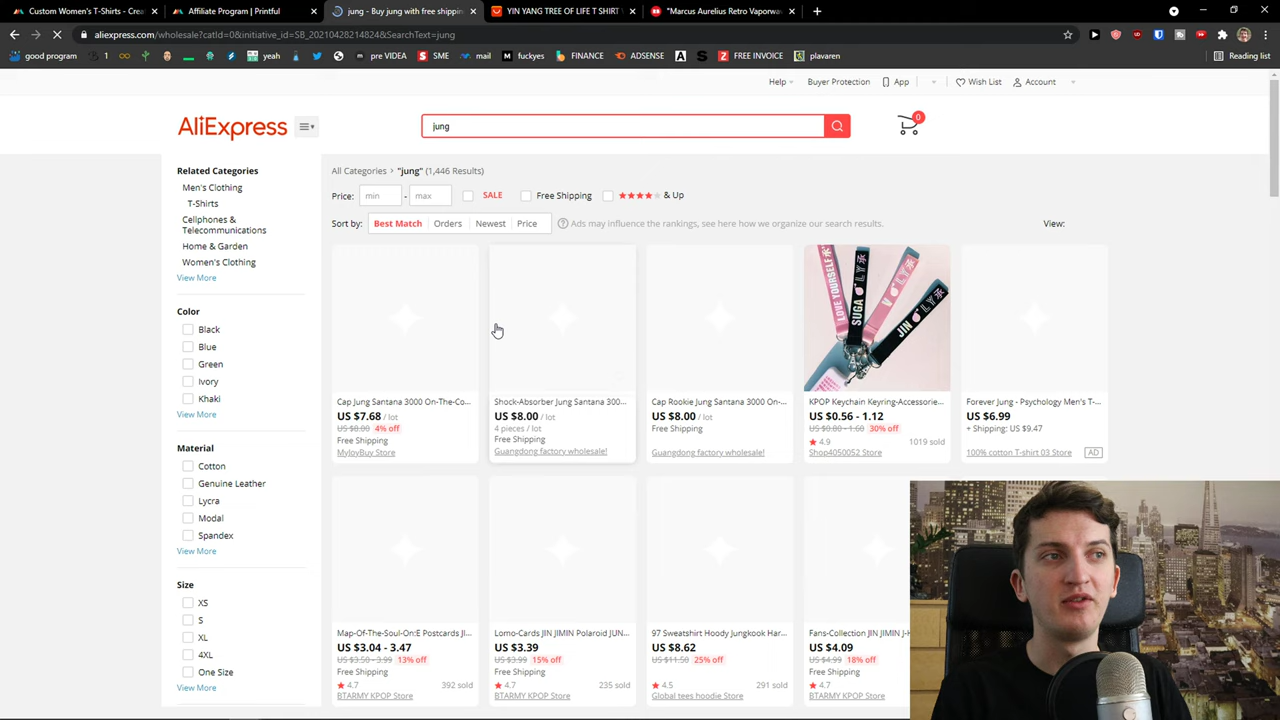 Custom Women's T-Shirts - Creat
Affiliate Program | Printful
jung - Buy jung with free shippin
YIN YANG TREE OF LIFE T SHIRT
"Marcus Aurelius Retro Vaporwav
aliexpress.com/wholesale?catId=0&initiative_id=SB_20210428214824&SearchText=jung
good program
1
yeah
pre VIDEA
SME
mail
fuckyes
FINANCE
ADSENSE
SONG
FREE INVOICE
plavaren
Reading list
Help
Buyer Protection
App
Wish List
Account
AliExpress
jung
0
Related Categories
Men's Clothing
T-Shirts
Cellphones &
Telecommunications
Home & Garden
Women's Clothing
View More
Color
Black
Blue
Green
Ivory
Khaki
View More
Material
Cotton
Genuine Leather
Lycra
Modal
Spandex
View More
Size
XS
S
XL
4XL
One Size
View More
All Categories > "jung" (1,446 Results)
Price: min - max SALE Free Shipping & Up
Sort by: Best Match Orders Newest Price
Ads may influence the rankings, see here how we organize our search results.
View:
Cap Jung Santana 3000 On-The-Co...
US $7.68 / lot
US $8.00 4% off
Free Shipping
MyJoyBuy Store
Shock-Absorber Jung Santana 300...
US $8.00 / lot
4 pieces / lot
Free Shipping
Guangdong factory wholesale!
Cap Rookie Jung Santana 3000 On-...
US $8.00 / lot
Free Shipping
Guangdong factory wholesale!
LOVE YOURSELF
SUGA
V
LY
JIN
LY
KPOP Keychain Keyring-Accessorie...
US $0.56 - 1.12
US $0.80 - 1.60 30% off
4.9 1019 sold
Shop4050052 Store
Forever Jung - Psychology Men's T-...
US $6.99
+ Shipping: US $9.47
100% cotton T-shirt 03 Store AD
Map-Of-The-Soul-On:E Postcards JI...
US $3.04 - 3.47
US $3.50 - 3.99 13% off
Free Shipping
4.7 392 sold
BTARMY KPOP Store
Lomo-Cards JIN JIMIN Polaroid JUN...
US $3.39
US $3.99 15% off
Free Shipping
4.7 235 sold
BTARMY KPOP Store
97 Sweatshirt Hoody Jungkook Har...
US $8.62
US $11.50 25% off
Free Shipping
4.5 291 sold
Global tees hoodie Store
Fans-Collection JIN JIMIN J-H
US $4.09
US $4.99 18% off
Free Shipping
4.7
BTARMY KPOP Store